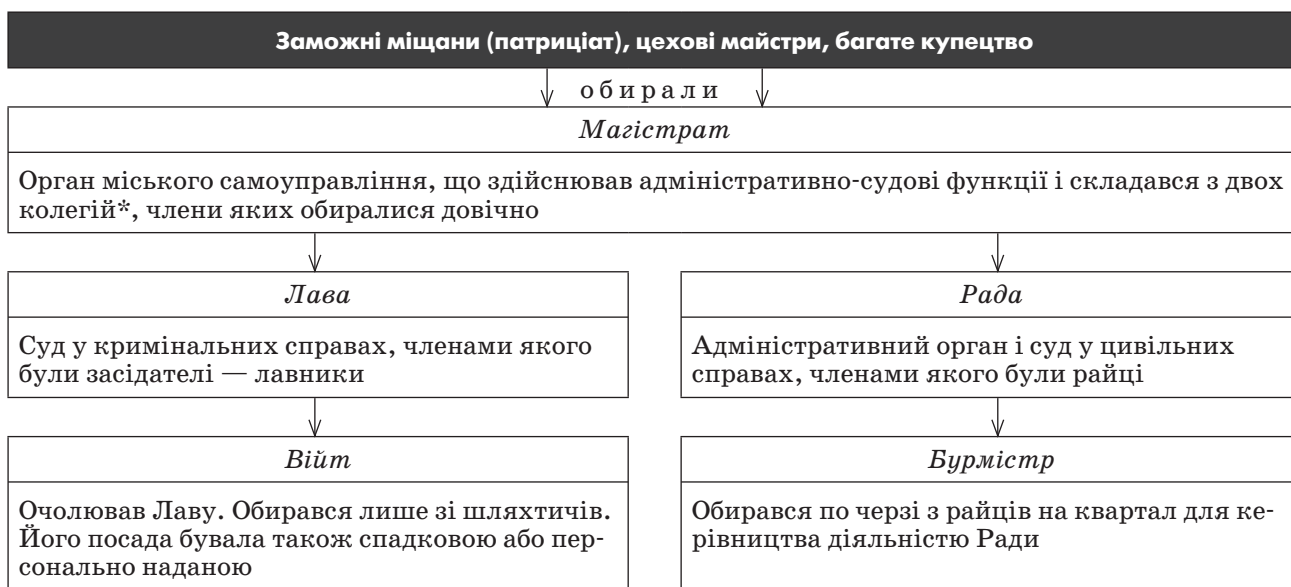 Заможні міщани (патриціат), цехові майстри, багате купецтво
обирали
Магістрат
Орган міського самоуправління, що здійснював адміністративно-судові функції і складався з двох
колегій*, члени яких обиралися довічно
Лава
Суд у кримінальних справах, членами якого
були засідателі — лавники
Рада
Адміністративний орган і суд у цивільних
справах, членами якого були райці
Війт
Очолював Лаву. Обирався лише зі шляхтичів.
Його посада бувала також спадковою або пер-
сонально наданою
Бурмістр
Обирався по черзі з райців на квартал для ке-
рівництва діяльністю Ради